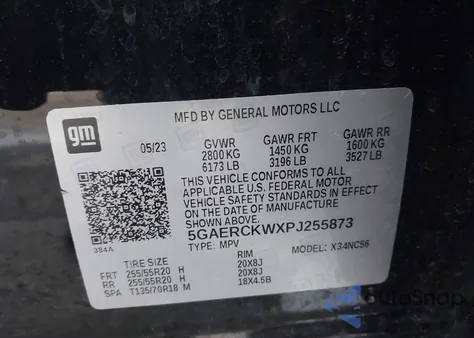 MFD BY GENERAL MOTORS LLC
gm
05/23
GVWR GAWR FRT GAWR RR
2800 KG 1450 KG 1600 KG
6173 LB 3196 LB 3527 LB
THIS VEHICLE CONFORMS TO ALL
APPLICABLE U.S. FEDERAL MOTOR
VEHICLE SAFETY STANDARDS IN
EFFECT ON THE DATE OF
MANUFACTURE SHOWN ABOVE.
5GAERCKWXPJ255873
TYPE: MPV MODEL: X34NC56
384A
TIRE SIZE RIM
FRT 255/55R20 H 20X8J
RR 255/55R20 H 20X8J
SPA T135/70R18 M 18X4.5B
AutoSnap